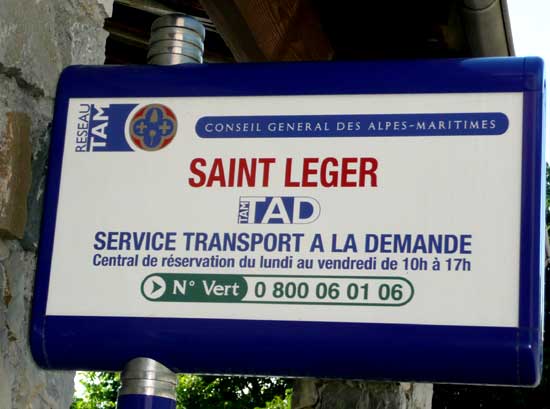 RESEAU
TAM
CONSEIL GENERAL DES ALPES-MARITIMES
SAINT LEGER
TAM TAD
SERVICE TRANSPORT A LA DEMANDE
Central de réservation du lundi au vendredi de 10h à 17h
N° Vert 0 800 06 01 06